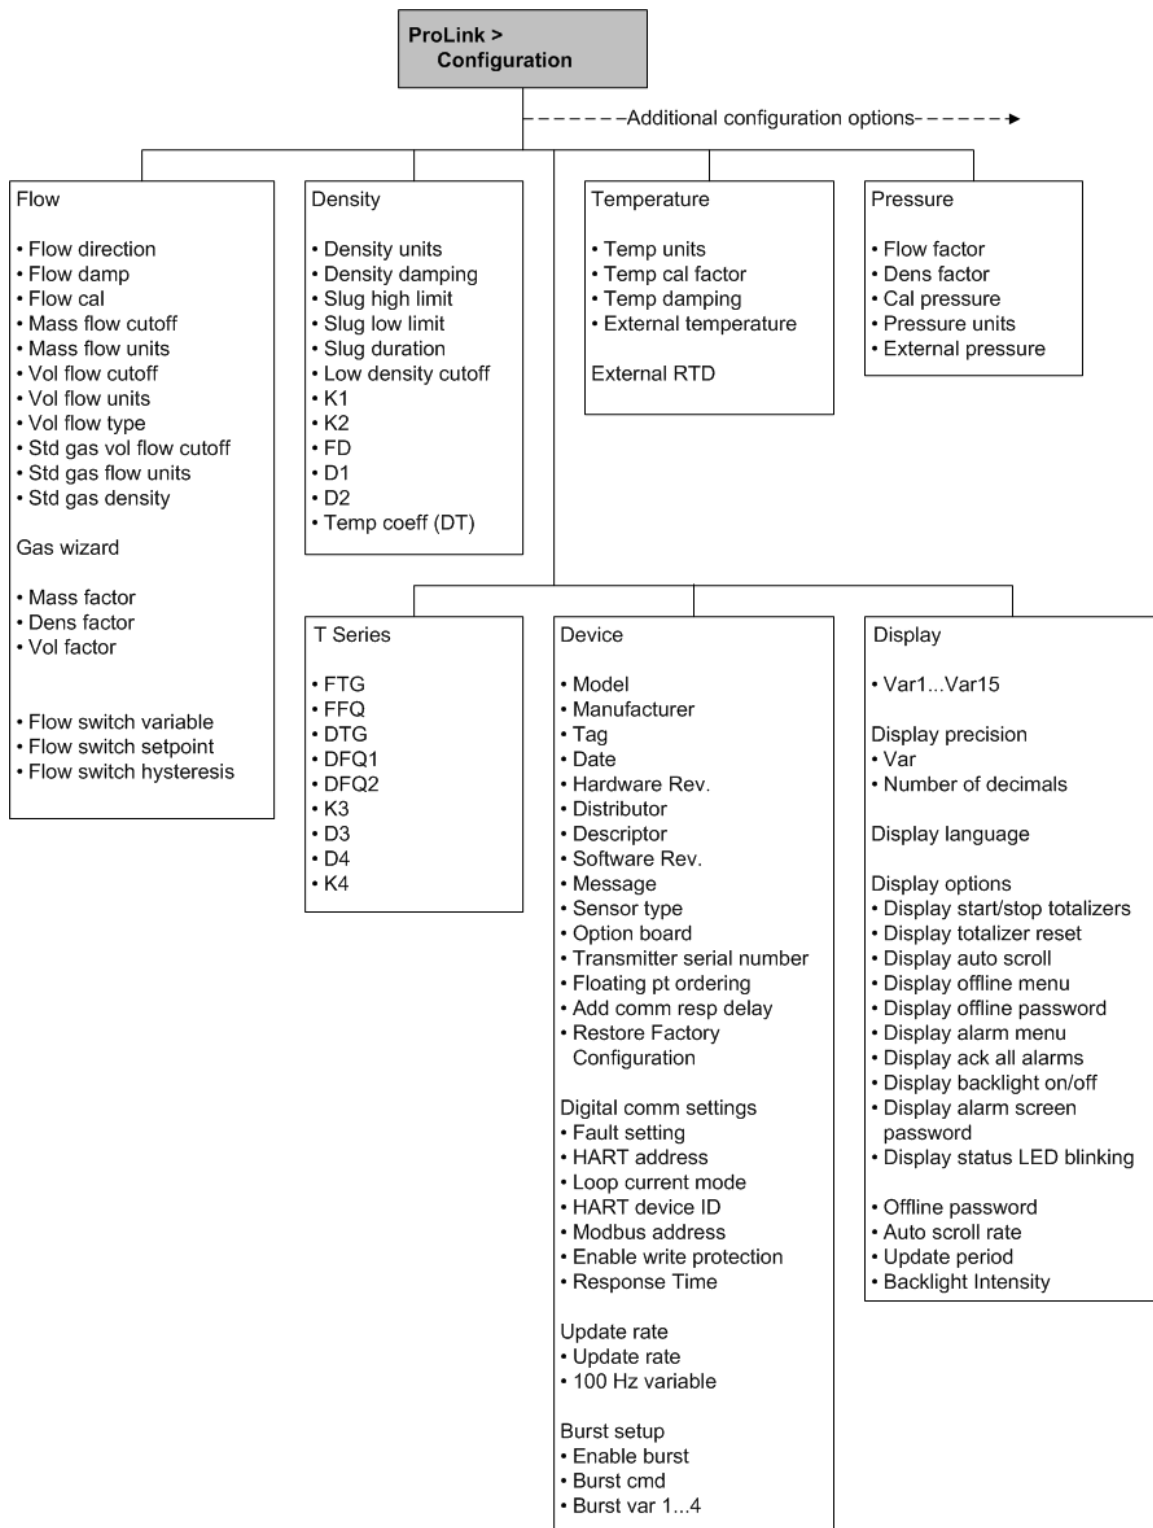 ProLink >
Configuration
Additional configuration options
Flow
• Flow direction
• Flow damp
• Flow cal
• Mass flow cutoff
• Mass flow units
• Vol flow cutoff
• Vol flow units
• Vol flow type
• Std gas vol flow cutoff
• Std gas flow units
• Std gas density
Gas wizard
• Mass factor
• Dens factor
• Vol factor
• Flow switch variable
• Flow switch setpoint
• Flow switch hysteresis
Density
• Density units
• Density damping
• Slug high limit
• Slug low limit
• Slug duration
• Low density cutoff
• K1
• K2
• FD
• D1
• D2
• Temp coeff (DT)
Temperature
• Temp units
• Temp cal factor
• Temp damping
• External temperature
External RTD
Pressure
• Flow factor
• Dens factor
• Cal pressure
• Pressure units
• External pressure
T Series
• FTG
• FFQ
• DTG
• DFQ1
• DFQ2
• K3
• D3
• D4
• K4
Device
• Model
• Manufacturer
• Tag
• Date
• Hardware Rev.
• Distributor
• Descriptor
• Software Rev.
• Message
• Sensor type
• Option board
• Transmitter serial number
• Floating pt ordering
• Add comm resp delay
• Restore Factory
Configuration
Digital comm settings
• Fault setting
• HART address
• Loop current mode
• HART device ID
• Modbus address
• Enable write protection
• Response Time
Update rate
• Update rate
• 100 Hz variable
Burst setup
• Enable burst
• Burst cmd
• Burst var 1...4
Display
• Var1...Var15
Display precision
• Var
• Number of decimals
Display language
Display options
• Display start/stop totalizers
• Display totalizer reset
• Display auto scroll
• Display offline menu
• Display offline password
• Display alarm menu
• Display ack all alarms
• Display backlight on/off
• Display alarm screen
password
• Display status LED blinking
• Offline password
• Auto scroll rate
• Update period
• Backlight Intensity